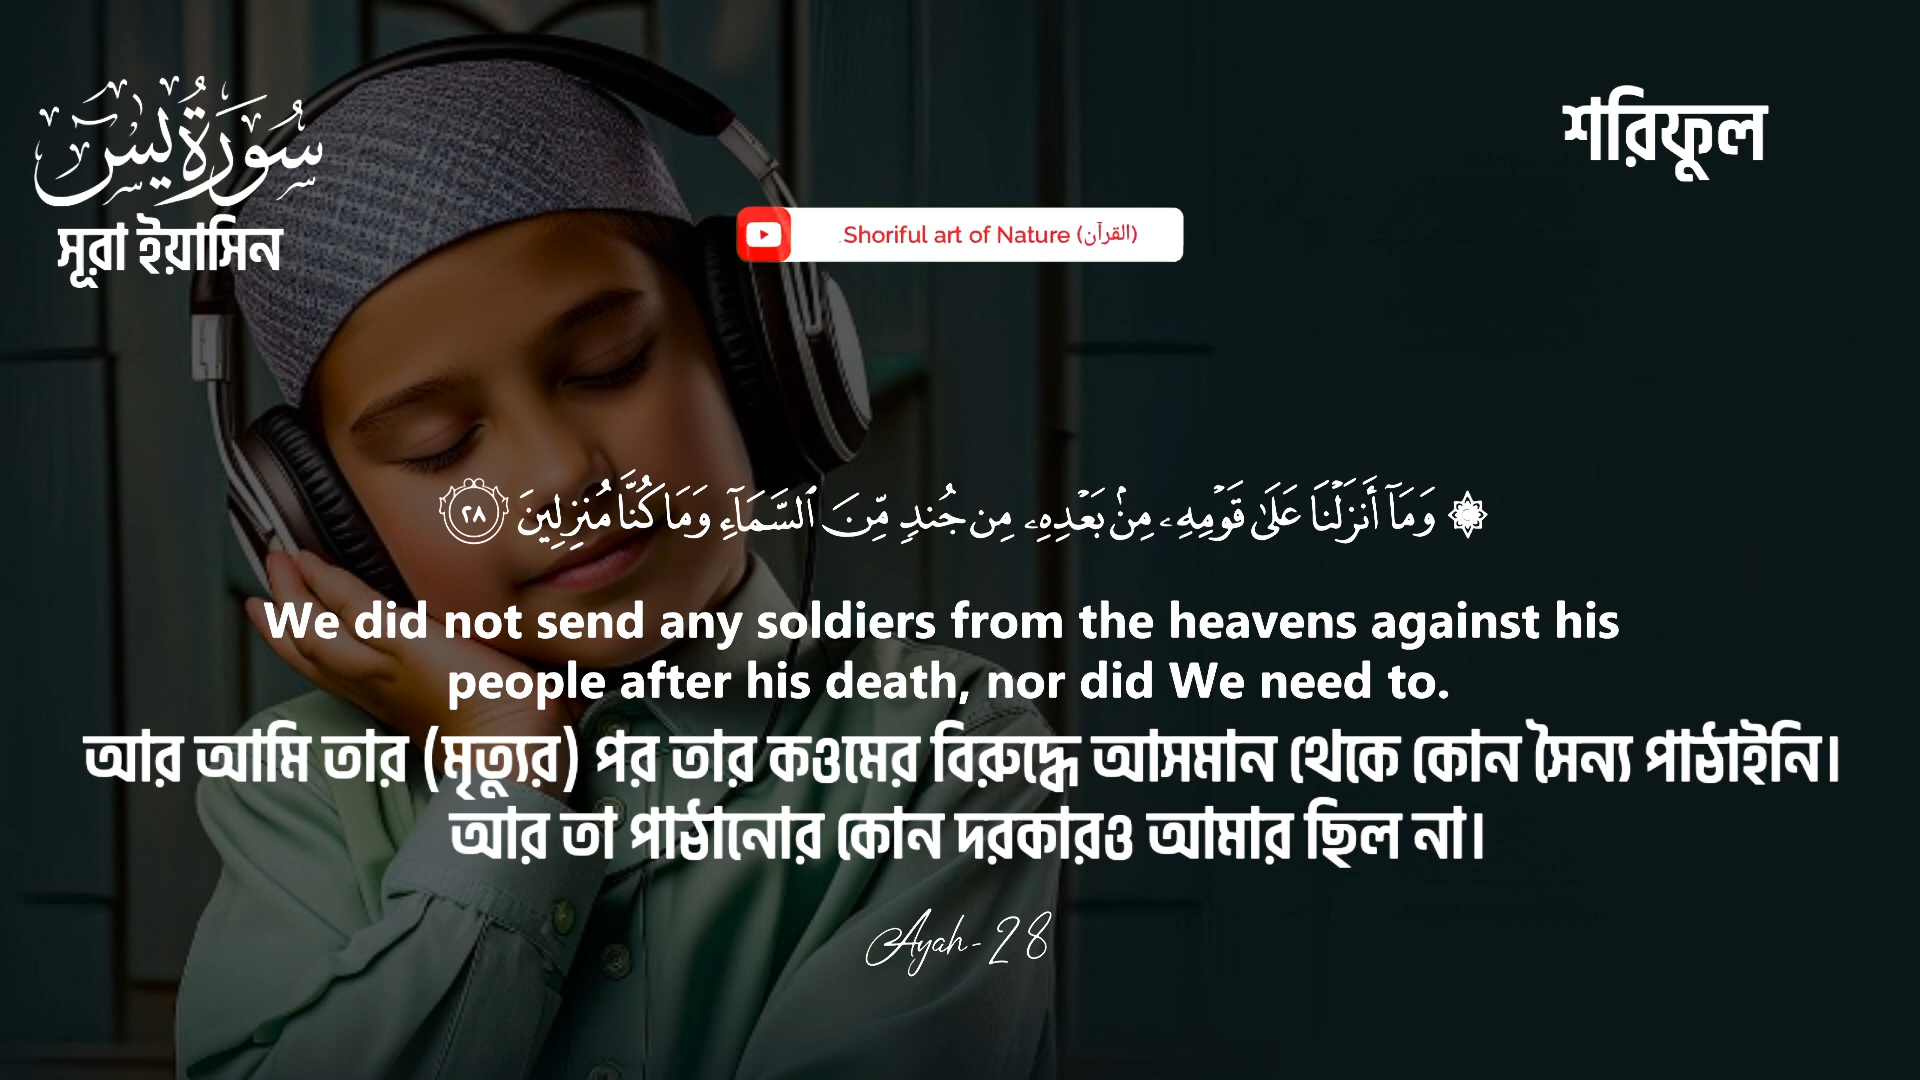 سُورَةُ يسٓ
সূরা ইয়াসিন
শরিফুল
Shoriful art of Nature (القرآن)
۞ وَمَآ أَنزَلْنَا عَلَىٰ قَوْمِهِۦ مِنۢ بَعْدِهِۦ مِن جُندٍ مِّنَ ٱلسَّمَآءِ وَمَا كُنَّا مُنزِلِينَ ٢٨
We did not send any soldiers from the heavens against his
people after his death, nor did We need to.
আর আমি তার (মৃত্যুর) পর তার কওমের বিরুদ্ধে আসমান থেকে কোন সৈন্য পাঠাইনি।
আর তা পাঠানোর কোন দরকারও আমার ছিল না।
Ayah-28